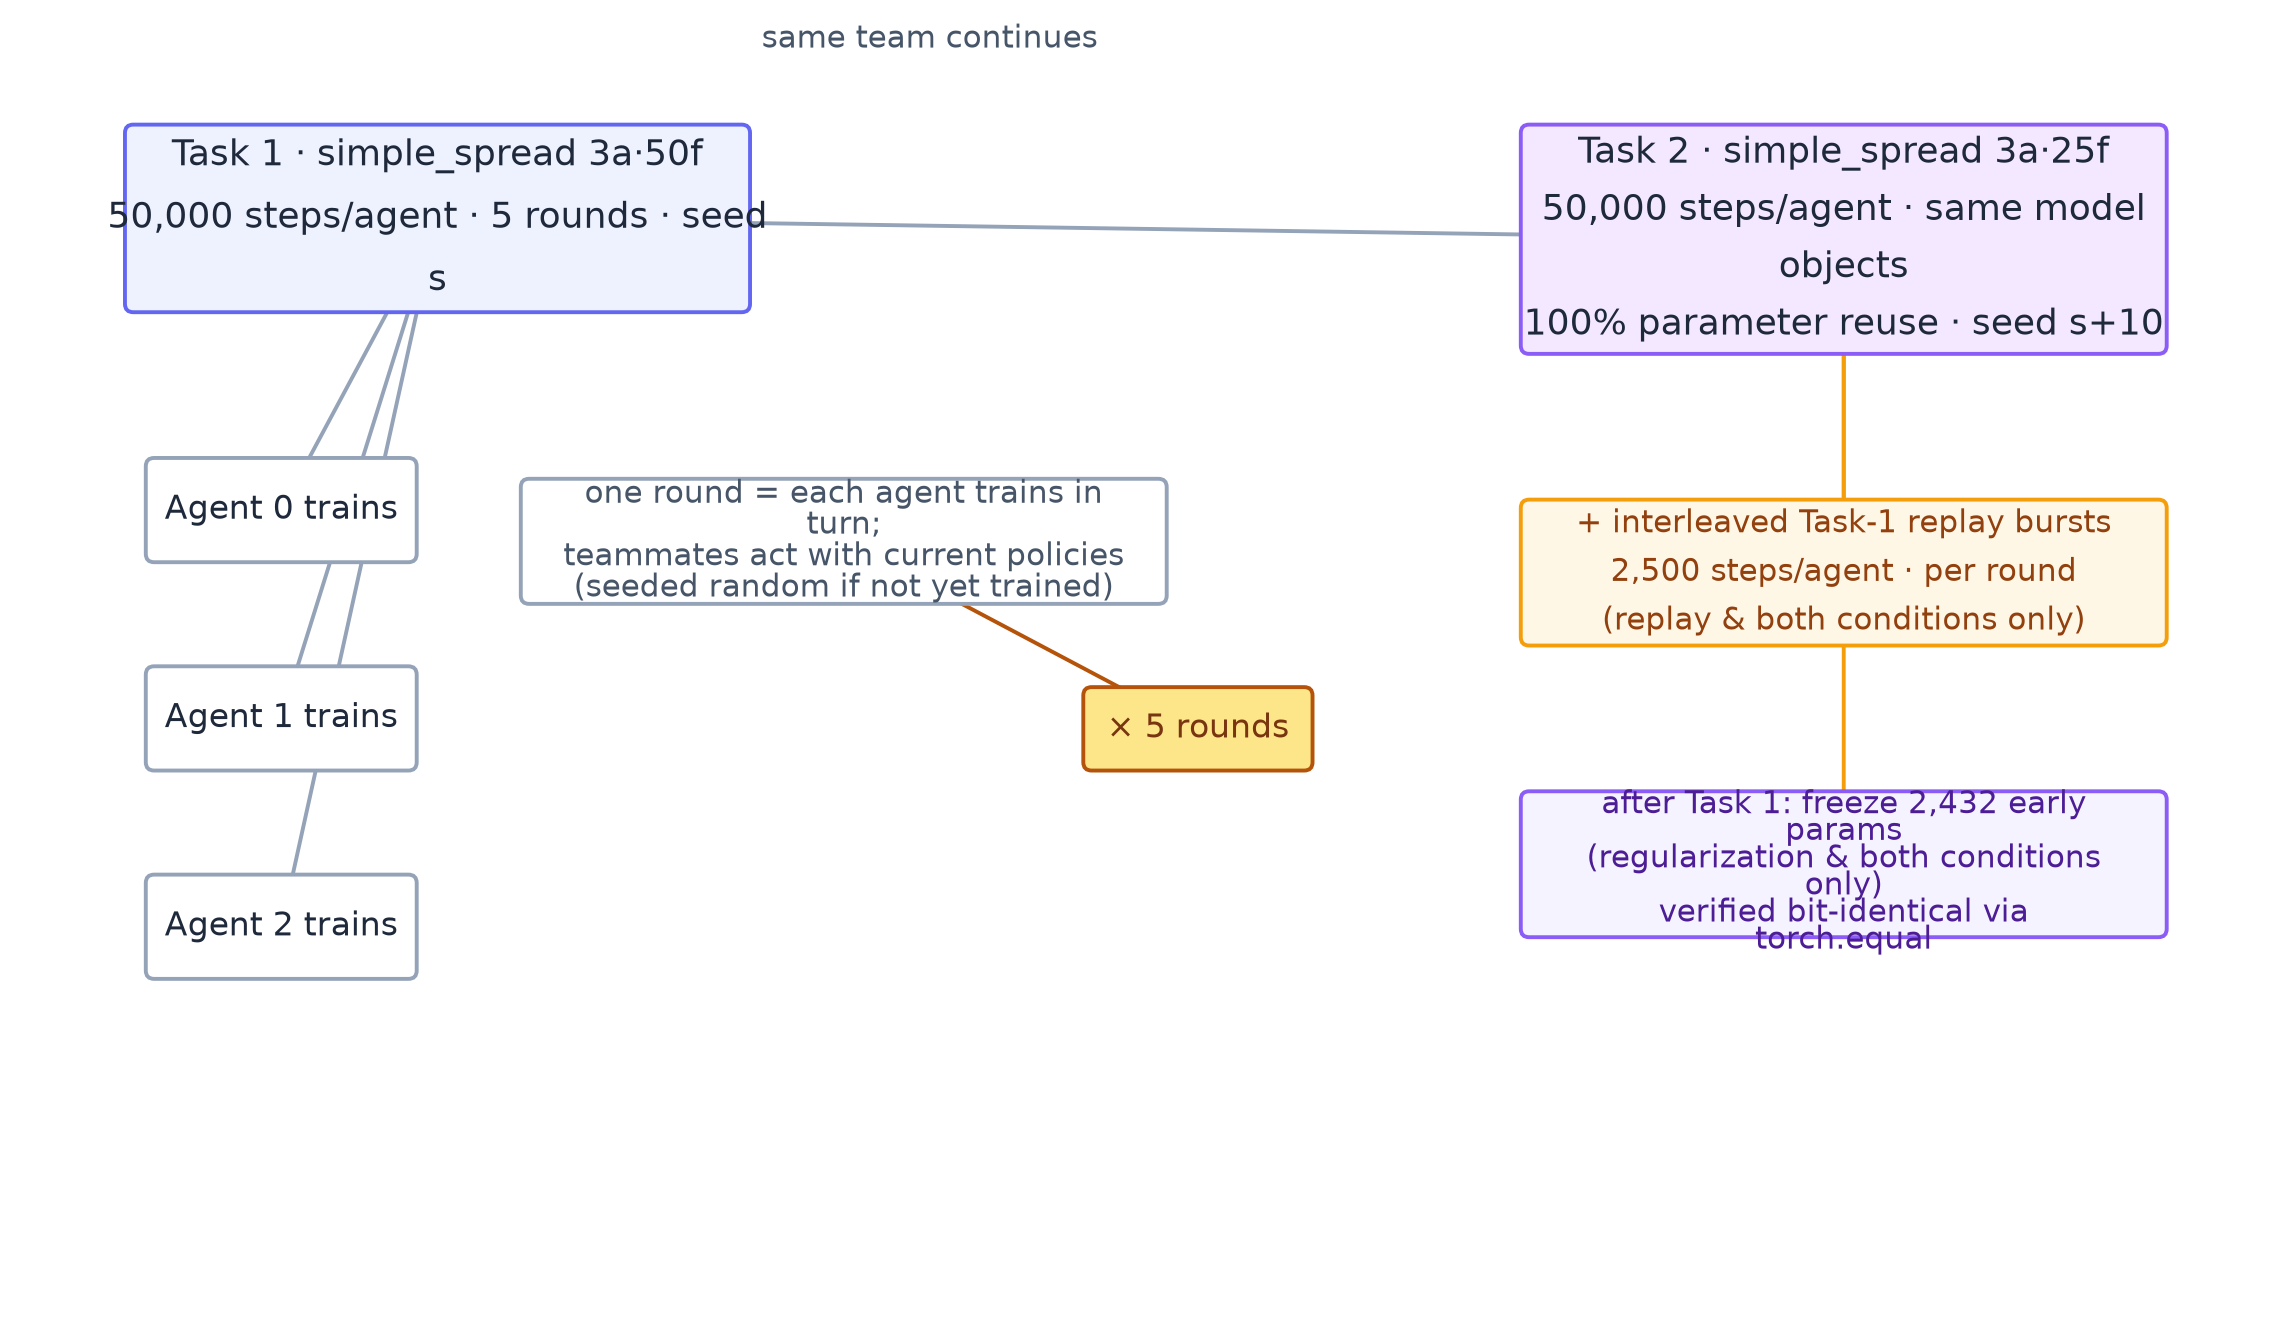 same team continues
Task 1 · simple_spread 3a·50f
50,000 steps/agent · 5 rounds · seed
s
Task 2 · simple_spread 3a·25f
50,000 steps/agent · same model
objects
100% parameter reuse · seed s+10
Agent 0 trains
one round = each agent trains in
turn;
teammates act with current policies
(seeded random if not yet trained)
+ interleaved Task-1 replay bursts
2,500 steps/agent · per round
(replay & both conditions only)
Agent 1 trains
× 5 rounds
after Task 1: freeze 2,432 early
params
(regularization & both conditions
only)
verified bit-identical via
torch.equal
Agent 2 trains